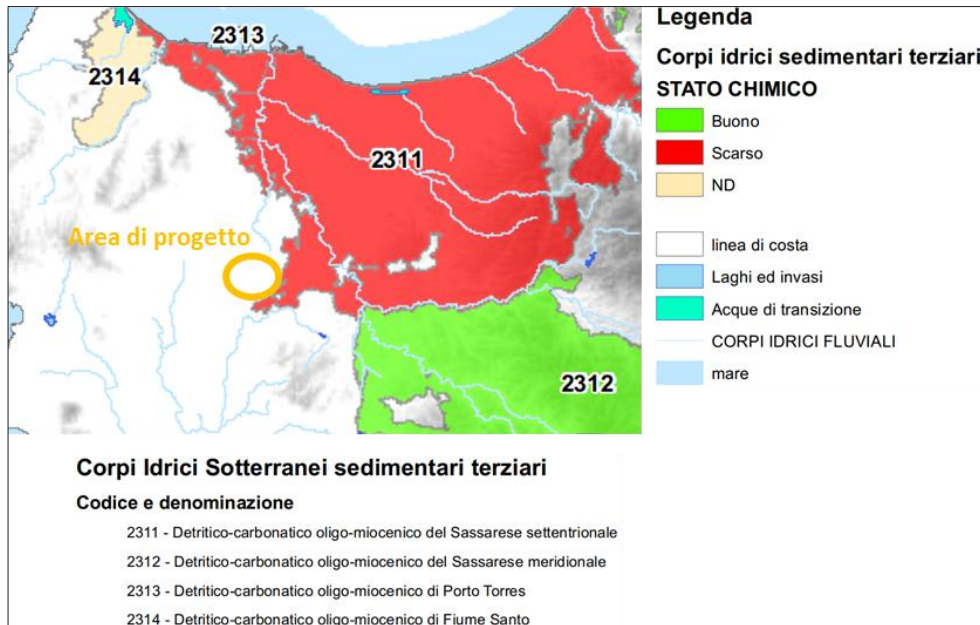 2313
2314
2311
Area di progetto
2312
Legenda
Corpi idrici sedimentari terziari
STATO CHIMICO
Buono
Scarso
ND
linea di costa
Laghi ed invasi
Acque di transizione
CORPI IDRICI FLUVIALI
mare
Corpi Idrici Sotterranei sedimentari terziari
Codice e denominazione
2311 - Detritico-carbonatico oligo-miocenico del Sassarese settentrionale
2312 - Detritico-carbonatico oligo-miocenico del Sassarese meridionale
2313 - Detritico-carbonatico oligo-miocenico di Porto Torres
2314 - Detritico-carbonatico oligo-miocenico di Fiume Santo